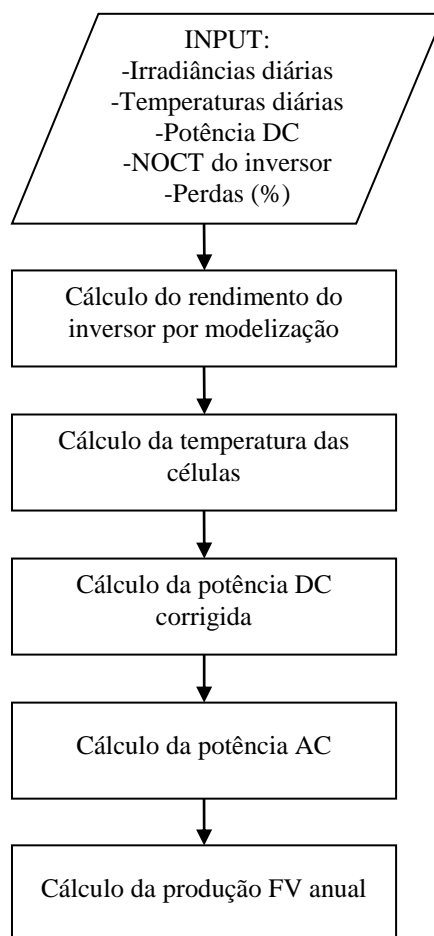 INPUT:
-Irradiâncias diárias
-Temperaturas diárias
-Potência DC
-NOCT do inversor
-Perdas (%)
Cálculo do rendimento do
inversor por modelização
Cálculo da temperatura das
células
Cálculo da potência DC
corrigida
Cálculo da potência AC
Cálculo da produção FV anual